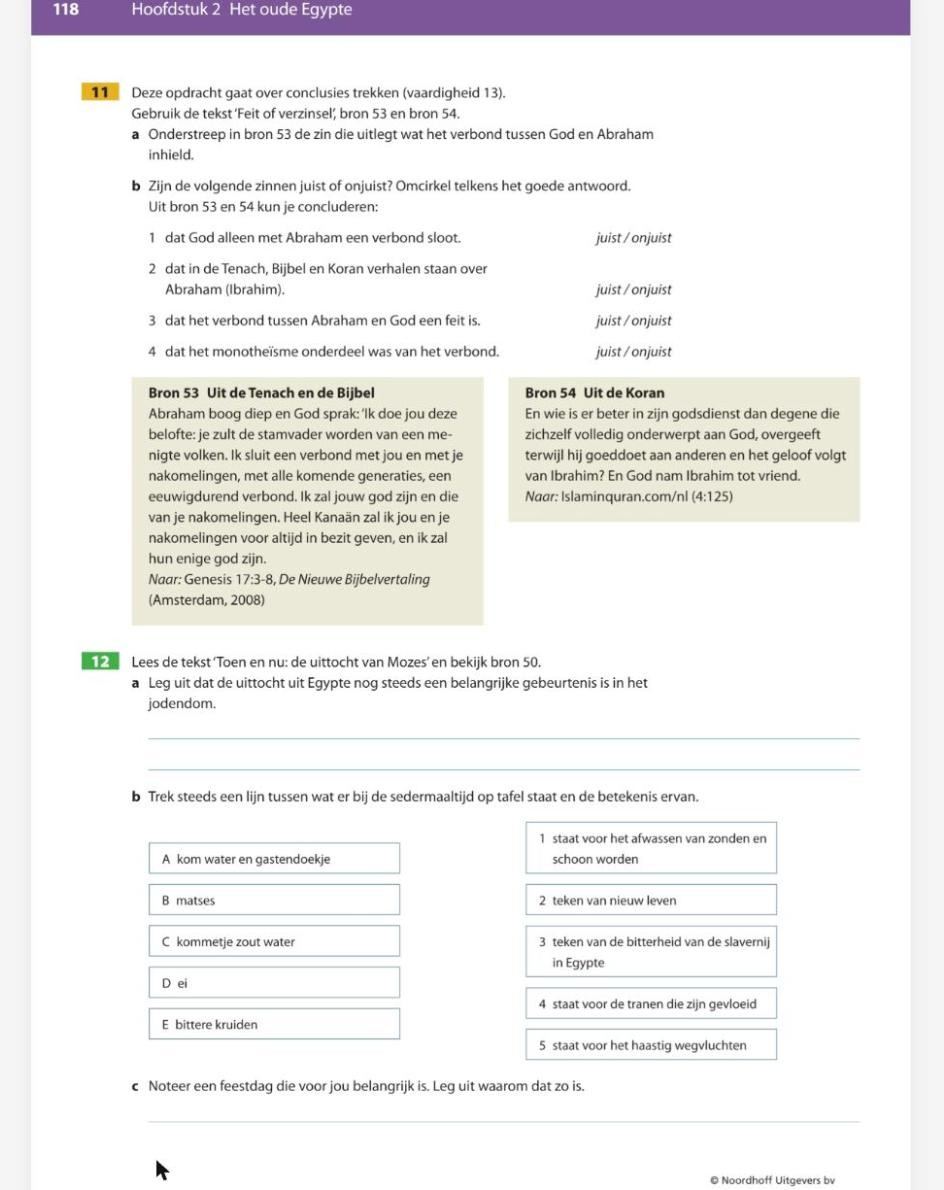 118 Hoofdstuk 2 Het oude Egypte
11 Deze opdracht gaat over conclusies trekken (vaardigheid 13).
Gebruik de tekst ‘Feit of verzinsel’, bron 53 en bron 54.
a Onderstreep in bron 53 de zin die uitlegt wat het verbond tussen God en Abraham
inhield.
b Zijn de volgende zinnen juist of onjuist? Omcirkel telkens het goede antwoord.
Uit bron 53 en 54 kun je concluderen:
1 dat God alleen met Abraham een verbond sloot. juist / onjuist
2 dat in de Tenach, Bijbel en Koran verhalen staan over
Abraham (Ibrahim). juist / onjuist
3 dat het verbond tussen Abraham en God een feit is. juist / onjuist
4 dat het monotheïsme onderdeel was van het verbond. juist / onjuist
Bron 53 Uit de Tenach en de Bijbel
Abraham boog diep en God sprak: ‘Ik doe jou deze
belofte: je zult de stamvader worden van een me-
nigte volken. Ik sluit een verbond met jou en met je
nakomelingen, met alle komende generaties, een
eeuwigdurend verbond. Ik zal jouw god zijn en die
van je nakomelingen. Heel Kanaän zal ik jou en je
nakomelingen voor altijd in bezit geven, en ik zal
hun enige god zijn.
Naar: Genesis 17:3-8, De Nieuwe Bijbelvertaling
(Amsterdam, 2008)
Bron 54 Uit de Koran
En wie is er beter in zijn godsdienst dan degene die
zichzelf volledig onderwerpt aan God, overgeeft
terwijl hij goeddoet aan anderen en het geloof volgt
van Ibrahim? En God nam Ibrahim tot vriend.
Naar: Islaminquran.com/nl (4:125)
12 Lees de tekst ‘Toen en nu: de uittocht van Mozes’ en bekijk bron 50.
a Leg uit dat de uittocht uit Egypte nog steeds een belangrijke gebeurtenis is in het
jodendom.
b Trek steeds een lijn tussen wat er bij de sedermaaltijd op tafel staat en de betekenis ervan.
A kom water en gastendoekje
B matses
C kommetje zout water
D ei
E bittere kruiden
1 staat voor het afwassen van zonden en
schoon worden
2 teken van nieuw leven
3 teken van de bitterheid van de slavernij
in Egypte
4 staat voor de tranen die zijn gevloeid
5 staat voor het haastig wegvluchten
c Noteer een feestdag die voor jou belangrijk is. Leg uit waarom dat zo is.
© Noordhoff Uitgevers bv